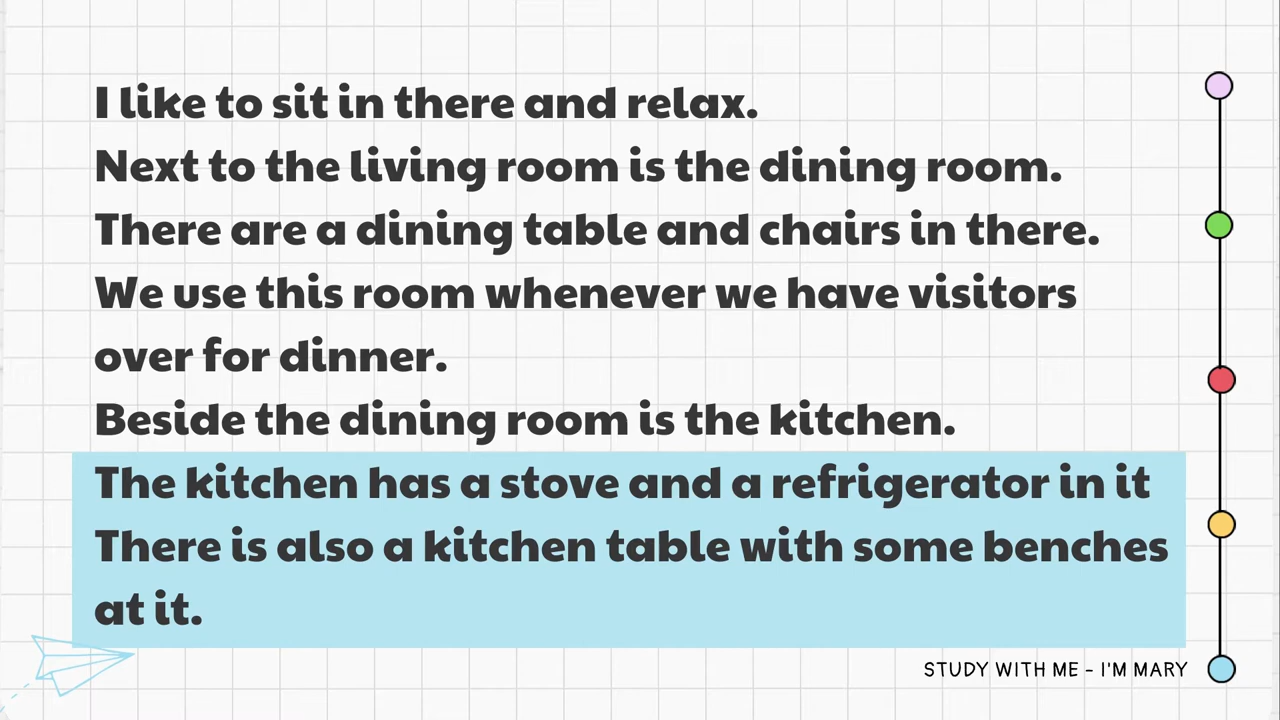 I like to sit in there and relax.
Next to the living room is the dining room.
There are a dining table and chairs in there.
We use this room whenever we have visitors
over for dinner.
Beside the dining room is the kitchen.
The kitchen has a stove and a refrigerator in it
There is also a kitchen table with some benches
at it.
STUDY WITH ME - I'M MARY